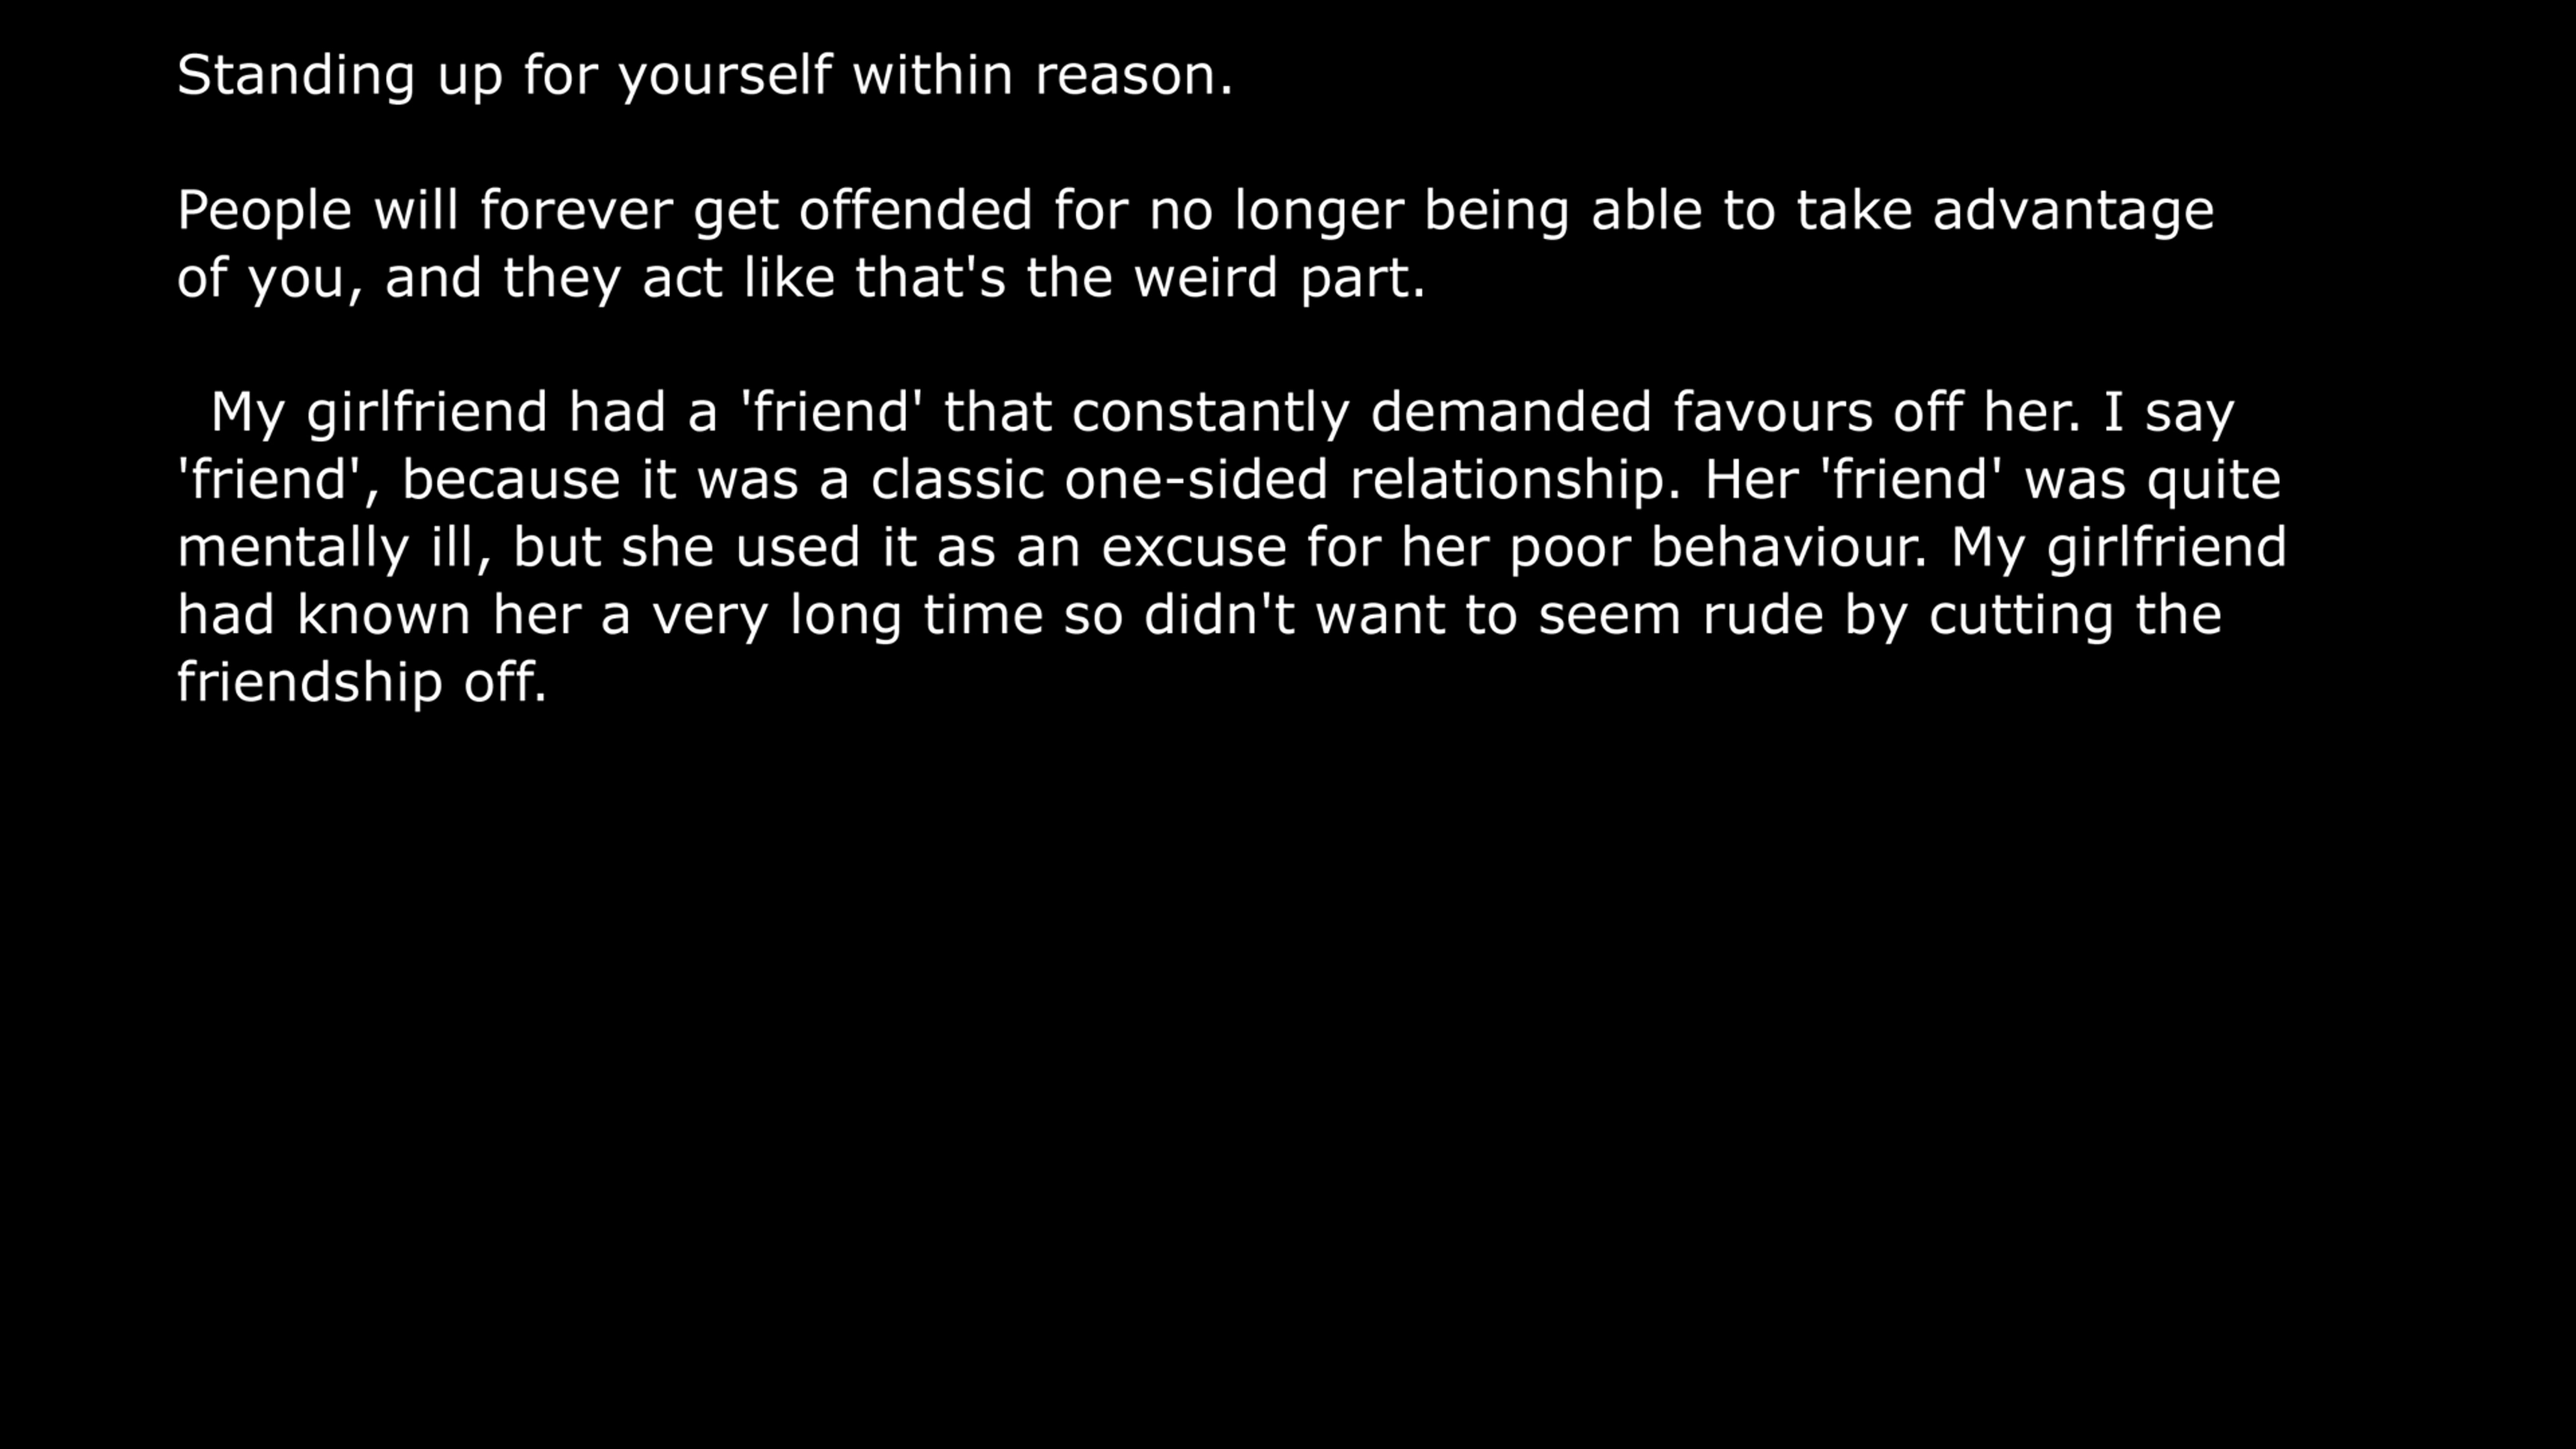 Standing up for yourself within reason.
People will forever get offended for no longer being able to take advantage
of you, and they act like that's the weird part.
My girlfriend had a 'friend' that constantly demanded favours off her. I say
'friend', because it was a classic one-sided relationship. Her 'friend' was quite
mentally ill, but she used it as an excuse for her poor behaviour. My girlfriend
had known her a very long time so didn't want to seem rude by cutting the
friendship off.